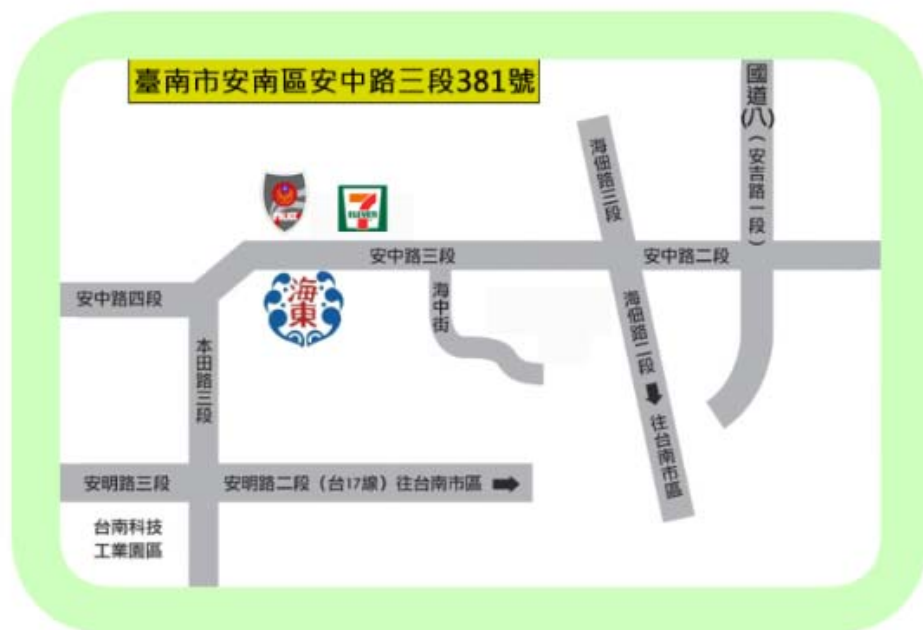 臺南市安南區安中路三段381號
國道(八)(安吉路一段)
海佃路三段
POLICE
7
ELEVEN
安中路三段
安中路二段
安中路四段
海東
海中街
海佃路二段
往台南市區
本田路三段
安明路三段
安明路二段(台17線)往台南市區
台南科技
工業園區